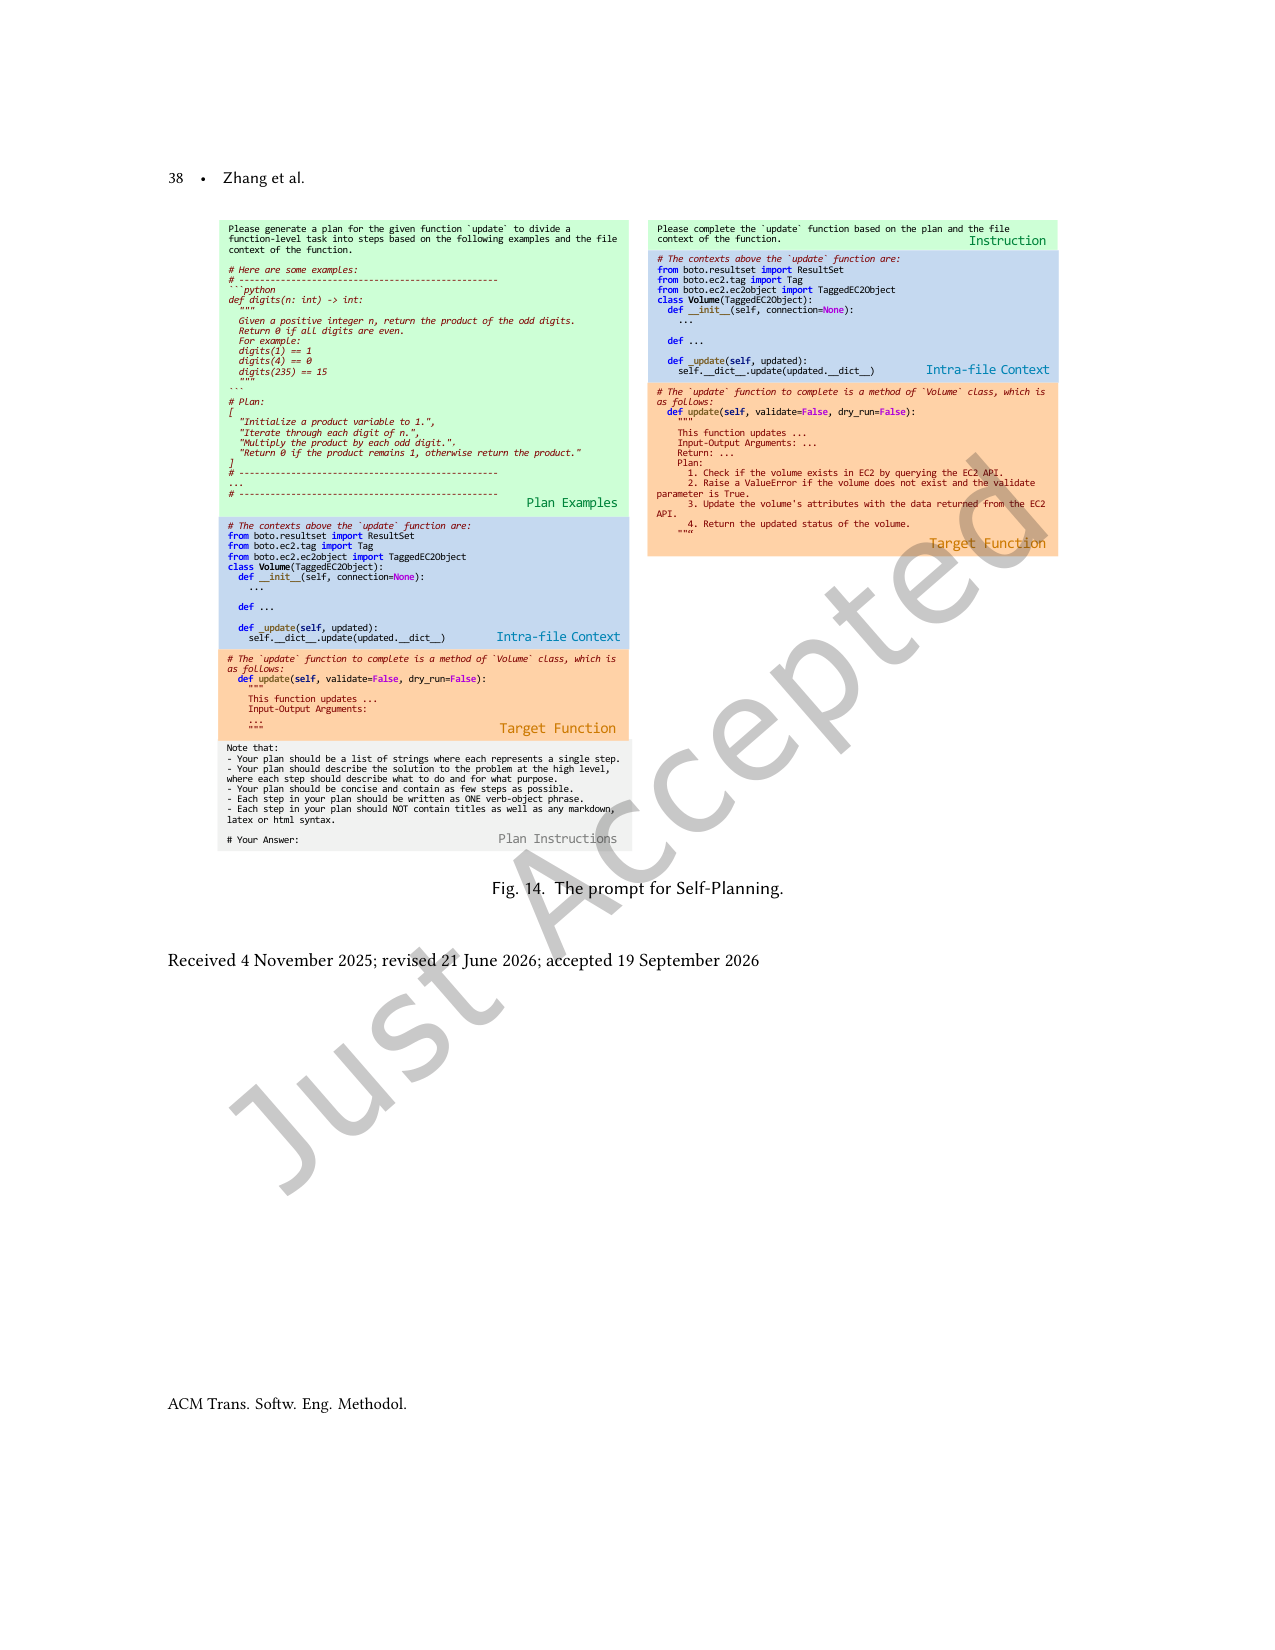 38 • Zhang et al.
Please generate a plan for the given function `update` to divide a
function-level task into steps based on the following examples and the file
context of the function.
# Here are some examples:
# --------------------------------------------------
```python
def digits(n: int) -> int:
"""
Given a positive integer n, return the product of the odd digits.
Return 0 if all digits are even.
For example:
digits(1) == 1
digits(4) == 0
digits(235) == 15
"""
```
# Plan:
[
"Initialize a product variable to 1.",
"Iterate through each digit of n.",
"Multiply the product by each odd digit.",
"Return 0 if the product remains 1, otherwise return the product."
]
# --------------------------------------------------
...
# --------------------------------------------------
Plan Examples
# The contexts above the `update` function are:
from boto.resultset import ResultSet
from boto.ec2.tag import Tag
from boto.ec2.ec2object import TaggedEC2Object
class Volume(TaggedEC2Object):
def __init__(self, connection=None):
...
def ...
def _update(self, updated):
self.__dict__.update(updated.__dict__)
Intra-file Context
# The `update` function to complete is a method of `Volume` class, which is
as follows:
def update(self, validate=False, dry_run=False):
"""
This function updates ...
Input-Output Arguments:
...
"""
Target Function
Note that:
- Your plan should be a list of strings where each represents a single step.
- Your plan should describe the solution to the problem at the high level,
where each step should describe what to do and for what purpose.
- Your plan should be concise and contain as few steps as possible.
- Each step in your plan should be written as ONE verb-object phrase.
- Each step in your plan should NOT contain titles as well as any markdown,
latex or html syntax.
# Your Answer:
Plan Instructions
Please complete the `update` function based on the plan and the file
context of the function.
Instruction
# The contexts above the `update` function are:
from boto.resultset import ResultSet
from boto.ec2.tag import Tag
from boto.ec2.ec2object import TaggedEC2Object
class Volume(TaggedEC2Object):
def __init__(self, connection=None):
...
def ...
def _update(self, updated):
self.__dict__.update(updated.__dict__)
Intra-file Context
# The `update` function to complete is a method of `Volume` class, which is
as follows:
def update(self, validate=False, dry_run=False):
"""
This function updates ...
Input-Output Arguments: ...
Return: ...
Plan:
1. Check if the volume exists in EC2 by querying the EC2 API.
2. Raise a ValueError if the volume does not exist and the validate
parameter is True.
3. Update the volume's attributes with the data returned from the EC2
API.
4. Return the updated status of the volume.
"""
Target Function
Fig. 14. The prompt for Self-Planning.
Received 4 November 2025; revised 21 June 2026; accepted 19 September 2026
Just Accepted
ACM Trans. Softw. Eng. Methodol.